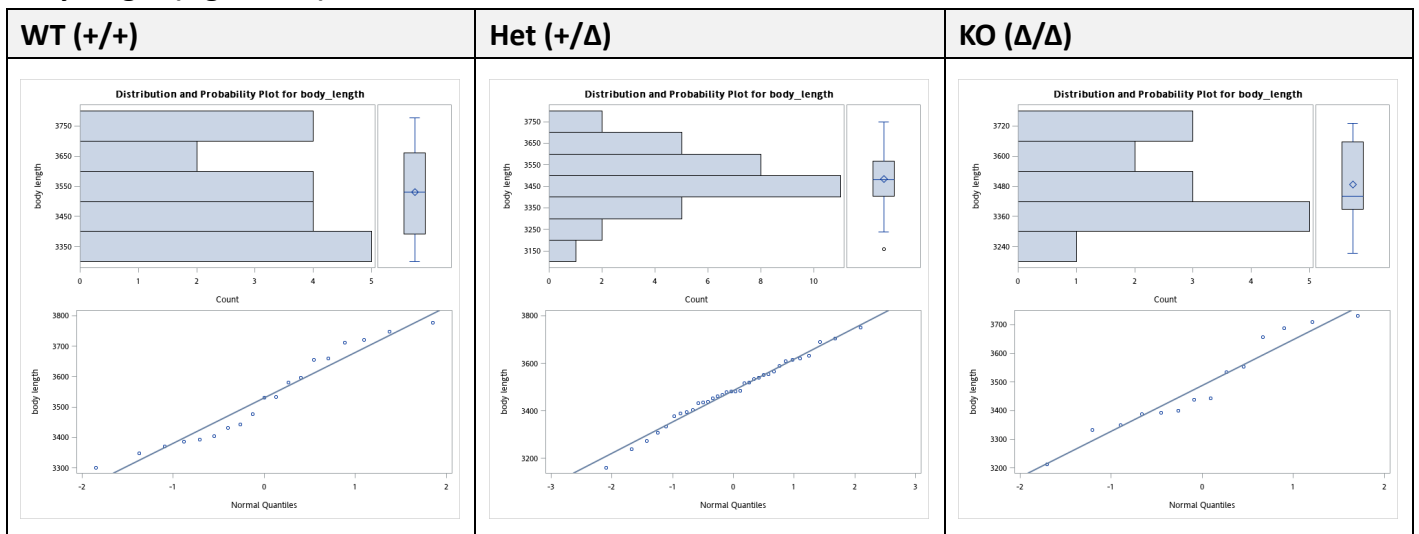 WT (+/+)
Het (+/Δ)
KO (Δ/Δ)
Distribution and Probability Plot for body_length
3750
3650
3550
3450
3350
body length
0 1 2 3 4 5
Count
3800
3700
3600
3500
3400
3300
body length
-2 -1 0 1 2
Normal Quantiles
Distribution and Probability Plot for body_length
3750
3650
3550
3450
3350
3250
3150
body length
0 2 4 6 8 10
Count
3800
3600
3400
3200
body length
-3 -2 -1 0 1 2 3
Normal Quantiles
Distribution and Probability Plot for body_length
3720
3600
3480
3360
3240
body length
0 1 2 3 4 5
Count
3700
3600
3500
3400
3300
3200
body length
-2 -1 0 1 2
Normal Quantiles